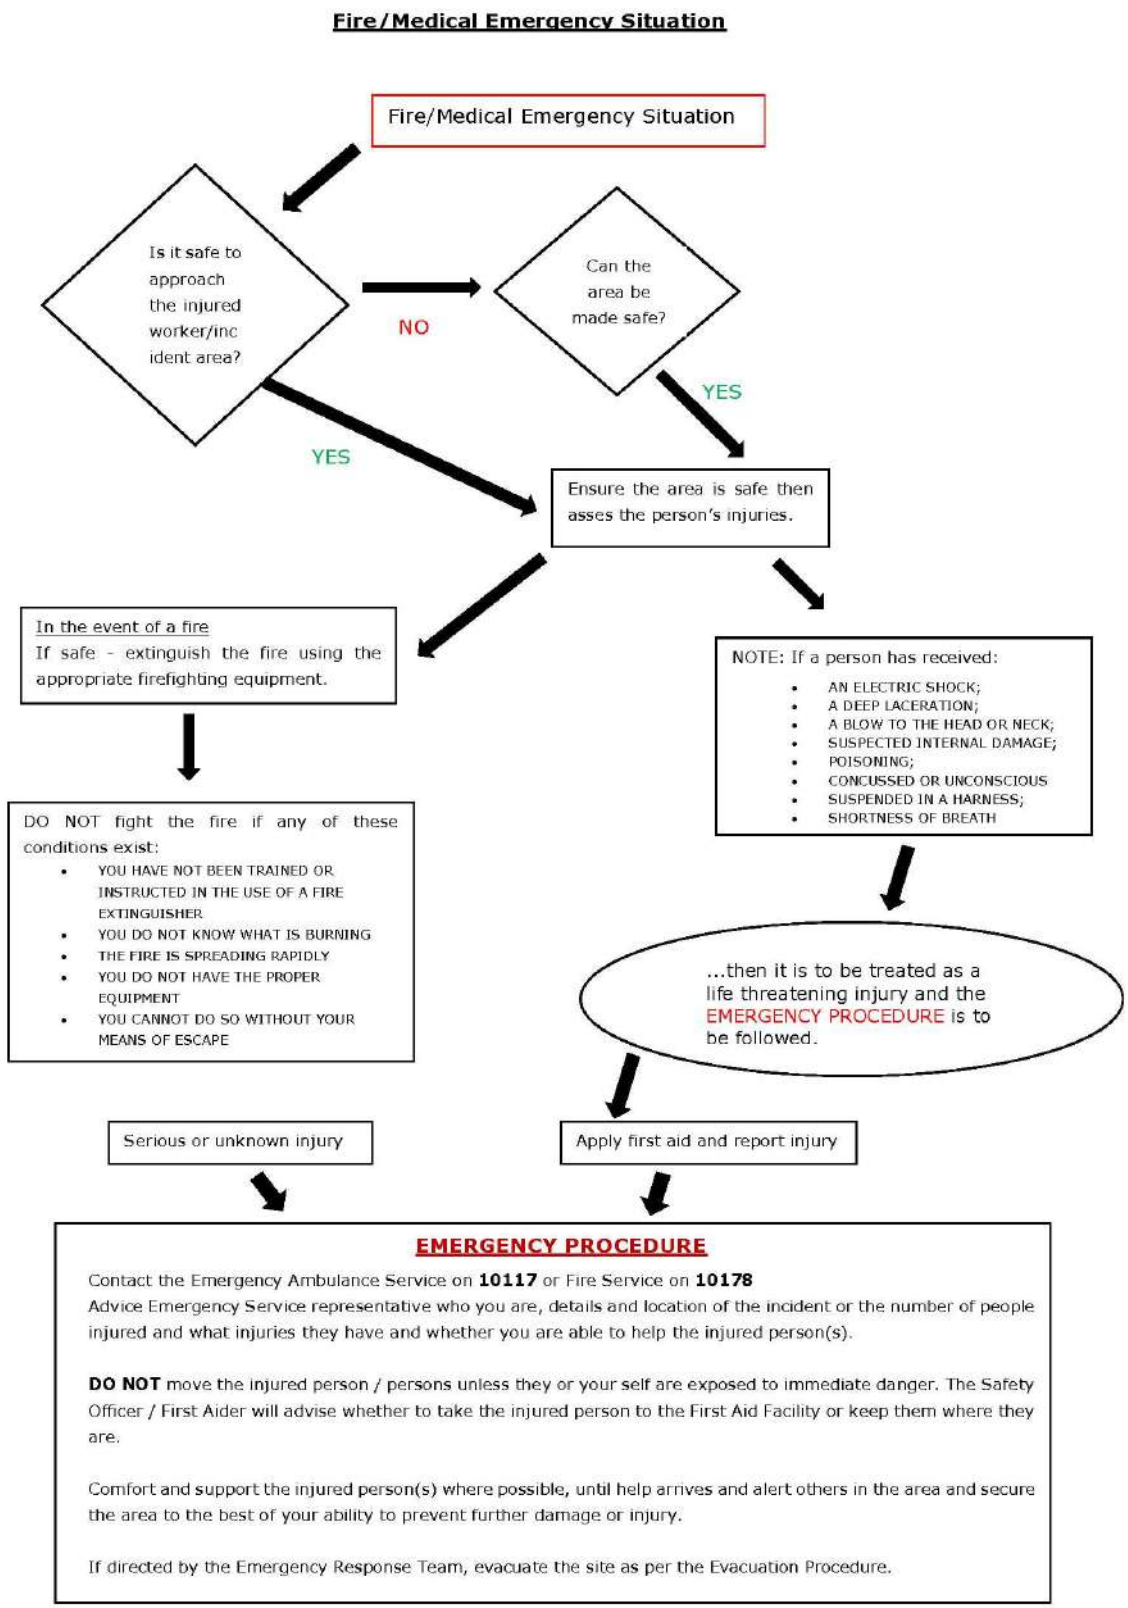 Fire/Medical Emergency Situation
Fire/Medical Emergency Situation
Is it safe to
approach
the injured
worker/inc
ident area?
NO
Can the
area be
made safe?
YES
YES
Ensure the area is safe then
asses the person's injuries.
In the event of a fire
If safe - extinguish the fire using the
appropriate firefighting equipment.
NOTE: If a person has received:
• AN ELECTRIC SHOCK;
• A DEEP LACERATION;
• A BLOW TO THE HEAD OR NECK;
• SUSPECTED INTERNAL DAMAGE;
• POISONING;
• CONCUSSED OR UNCONSCIOUS
• SUSPENDED IN A HARNESS;
• SHORTNESS OF BREATH
DO NOT fight the fire if any of these
conditions exist:
• YOU HAVE NOT BEEN TRAINED OR
INSTRUCTED IN THE USE OF A FIRE
EXTINGUISHER
• YOU DO NOT KNOW WHAT IS BURNING
• THE FIRE IS SPREADING RAPIDLY
• YOU DO NOT HAVE THE PROPER
EQUIPMENT
• YOU CANNOT DO SO WITHOUT YOUR
MEANS OF ESCAPE
...then it is to be treated as a
life threatening injury and the
EMERGENCY PROCEDURE is to
be followed.
Serious or unknown injury
Apply first aid and report injury
EMERGENCY PROCEDURE
Contact the Emergency Ambulance Service on 10117 or Fire Service on 10178
Advice Emergency Service representative who you are, details and location of the incident or the number of people
injured and what injuries they have and whether you are able to help the injured person(s).
DO NOT move the injured person / persons unless they or your self are exposed to immediate danger. The Safety
Officer / First Aider will advise whether to take the injured person to the First Aid Facility or keep them where they
are.
Comfort and support the injured person(s) where possible, until help arrives and alert others in the area and secure
the area to the best of your ability to prevent further damage or injury.
If directed by the Emergency Response Team, evacuate the site as per the Evacuation Procedure.